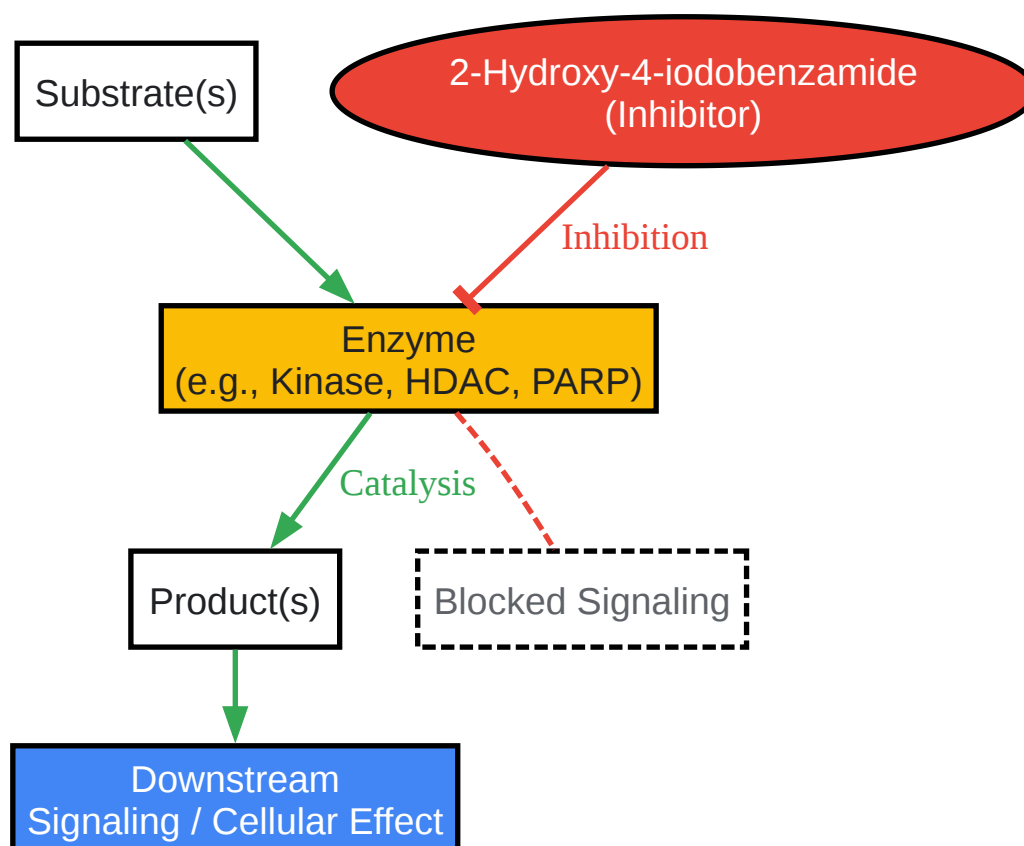 Substrate(s)
2-Hydroxy-4-iodobenzamide
(Inhibitor)
Inhibition
Enzyme
(e.g., Kinase, HDAC, PARP)
Catalysis
Product(s)
Blocked Signaling
Downstream
Signaling / Cellular Effect